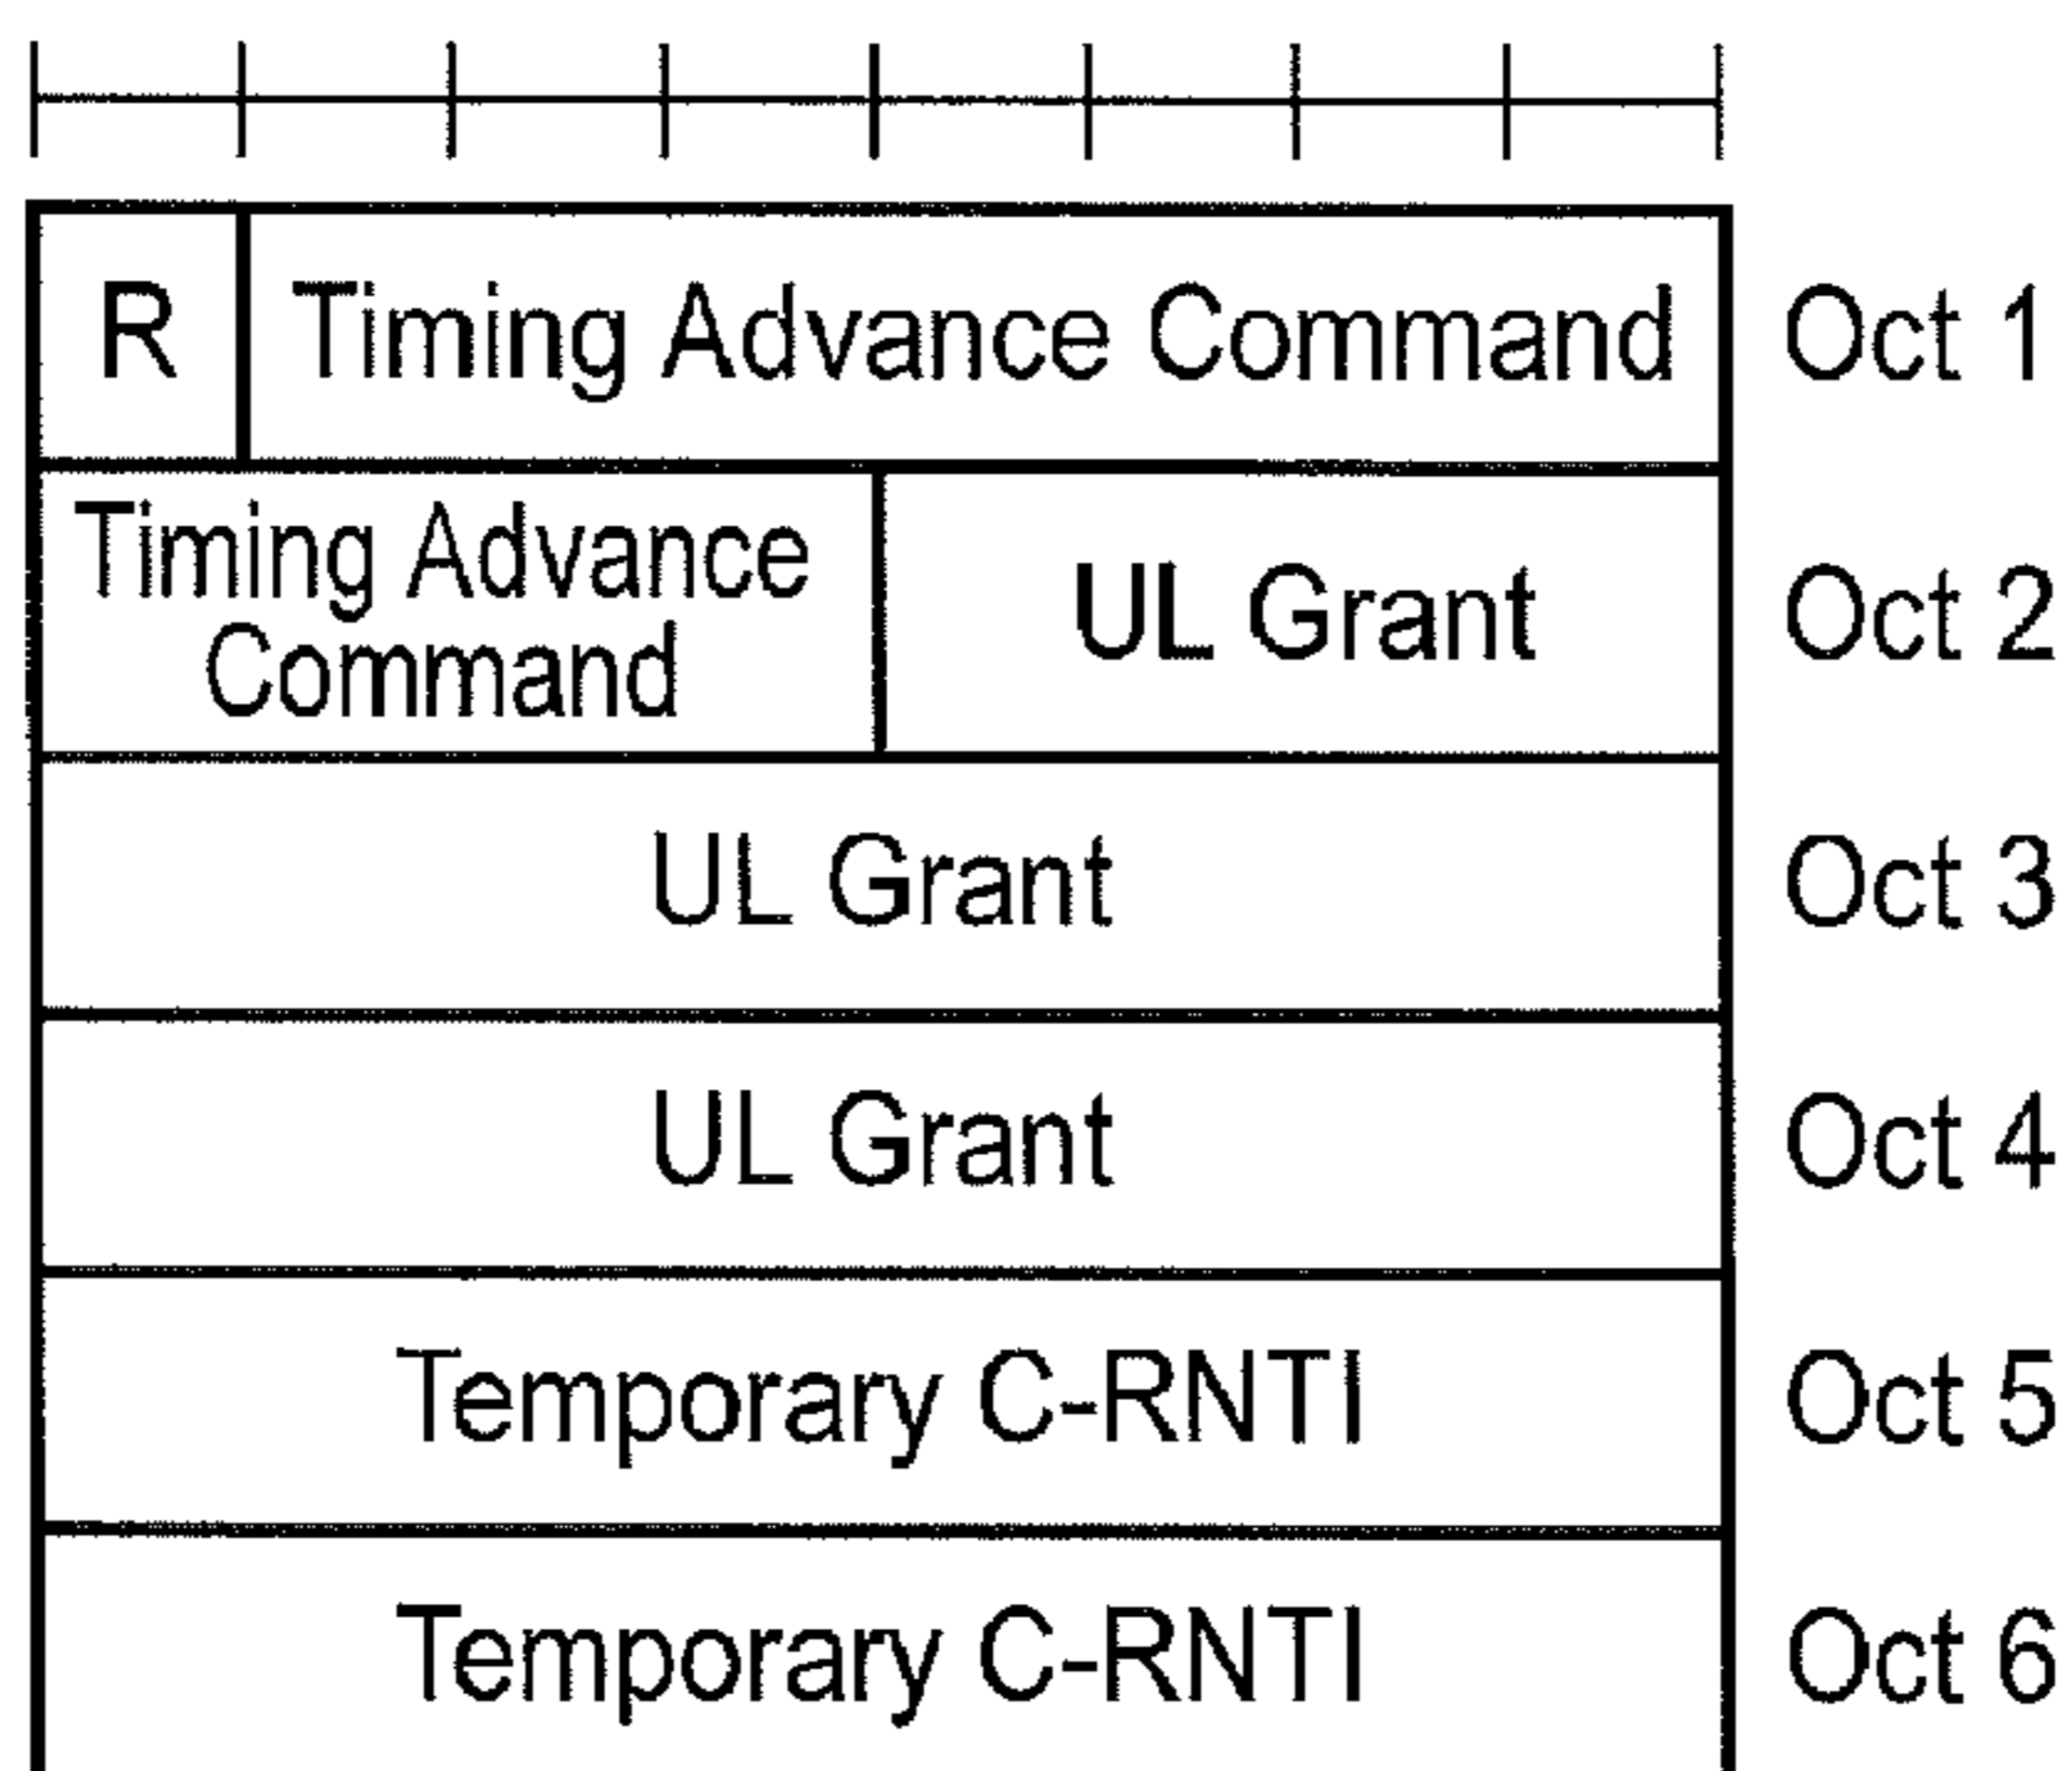 R Timing Advance Command Oct 1
Timing Advance
Command
UL Grant Oct 2
UL Grant Oct 3
UL Grant Oct 4
Temporary C-RNTI Oct 5
Temporary C-RNTI Oct 6